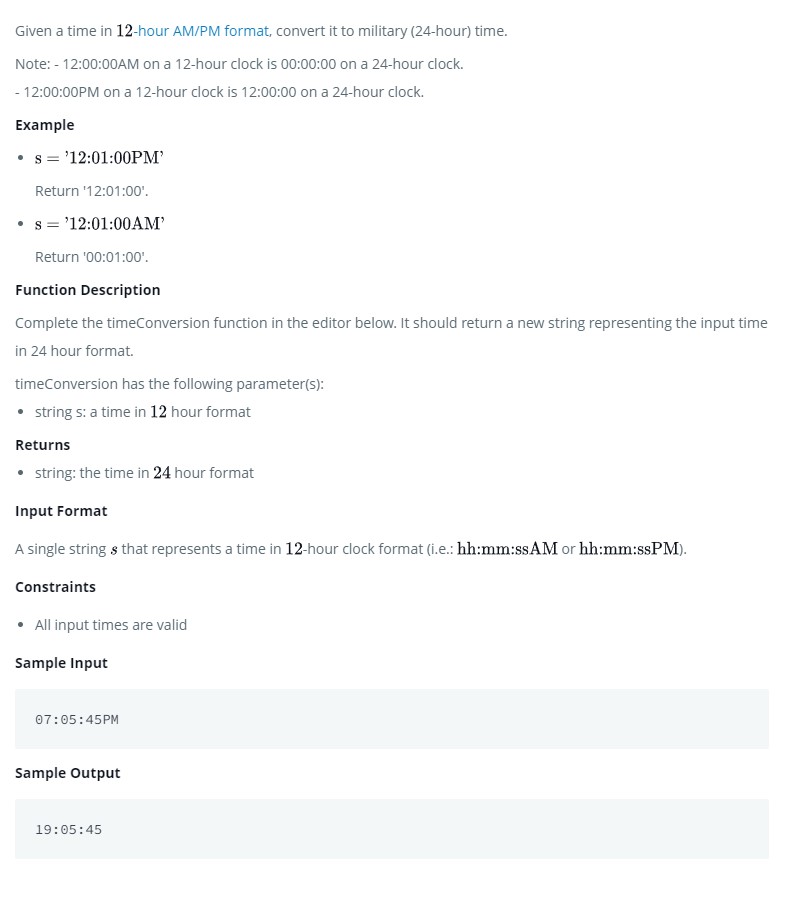 Given a time in 12-hour AM/PM format, convert it to military (24-hour) time.
Note: - 12:00:00AM on a 12-hour clock is 00:00:00 on a 24-hour clock.
- 12:00:00PM on a 12-hour clock is 12:00:00 on a 24-hour clock.
Example
• s = '12:01:00PM'
Return '12:01:00'.
• s = '12:01:00AM'
Return '00:01:00'.
Function Description
Complete the timeConversion function in the editor below. It should return a new string representing the input time
in 24 hour format.
timeConversion has the following parameter(s):
• string s: a time in 12 hour format
Returns
• string: the time in 24 hour format
Input Format
A single string s that represents a time in 12-hour clock format (i.e.: hh:mm:ssAM or hh:mm:ssPM).
Constraints
• All input times are valid
Sample Input
07:05:45PM
Sample Output
19:05:45